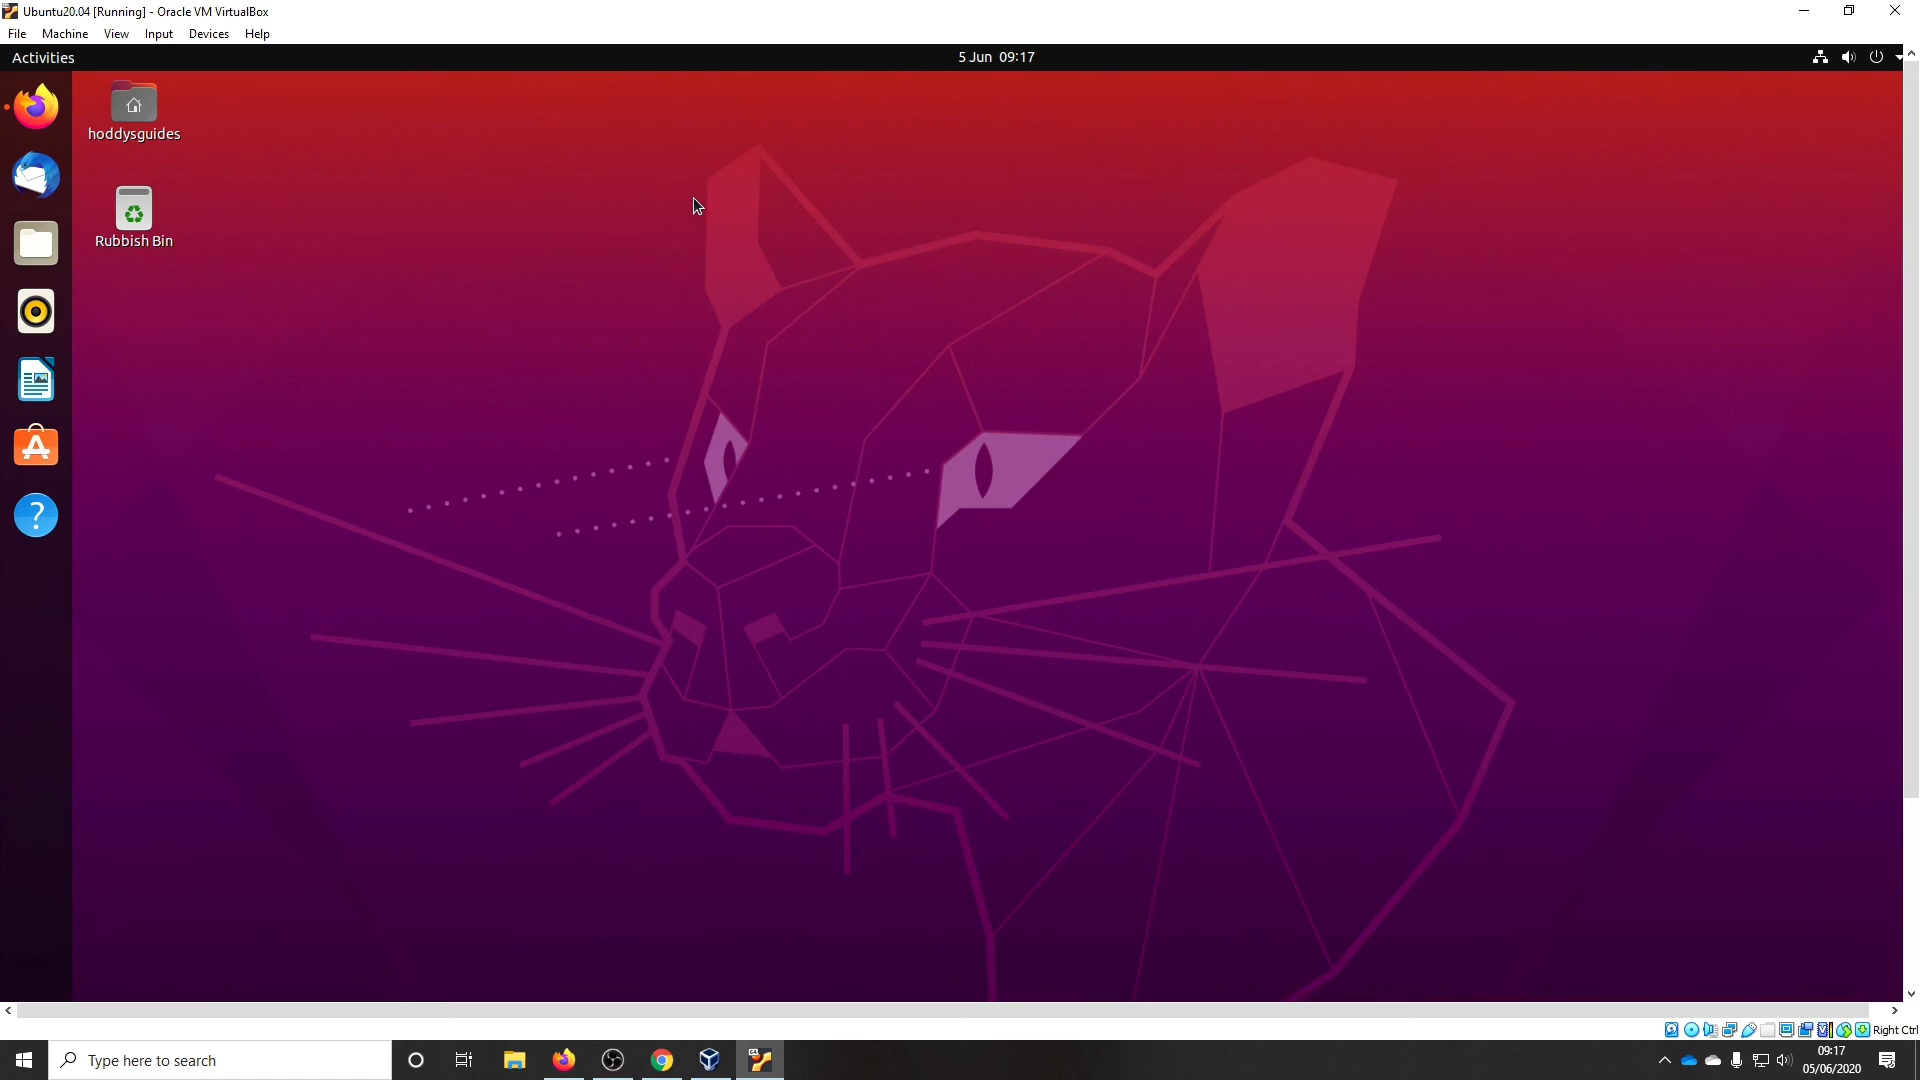 Ubuntu20.04 [Running] - Oracle VM VirtualBox
File Machine View Input Devices Help
Activities
5 Jun 09:17
hoddysguides
Rubbish Bin
?
Right Ctrl
Type here to search
09:17
05/06/2020